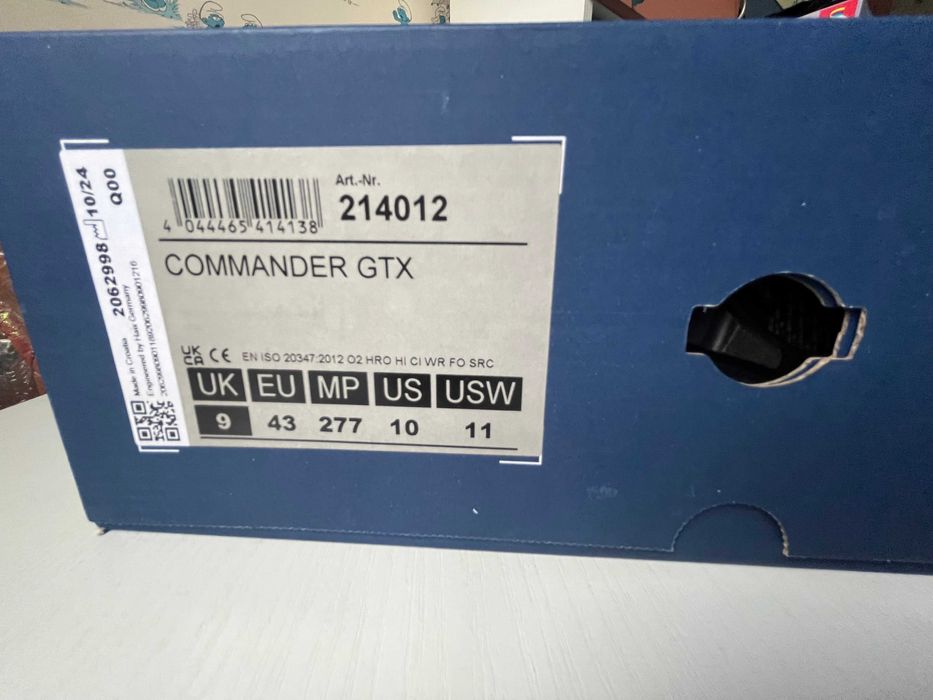 Art.-Nr.
214012
4 044465 414138
COMMANDER GTX
UK CA CE EN ISO 20347:2012 O2 HRO HI CI WR FO SRC
UK EU MP US USW
9 43 277 10 11
2062998 10/24
Q00
Made in Croatia
Engineered by Haix Germany